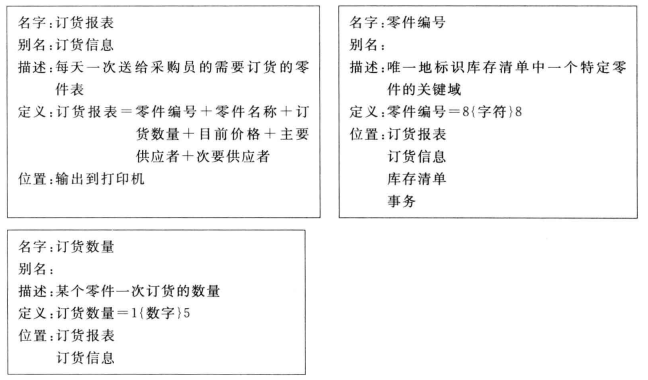 名字:订货报表
别名:订货信息
描述:每天一次送给采购员的需要订货的零
件表
定义:订货报表=零件编号+零件名称+订
货数量+目前价格+主要
供应者+次要供应者
位置:输出到打印机
名字:零件编号
别名:
描述:唯一地标识库存清单中一个特定零
件的关键域
定义:零件编号=8{字符}8
位置:订货报表
订货信息
库存清单
事务
名字:订货数量
别名:
描述:某个零件一次订货的数量
定义:订货数量=1{数字}5
位置:订货报表
订货信息